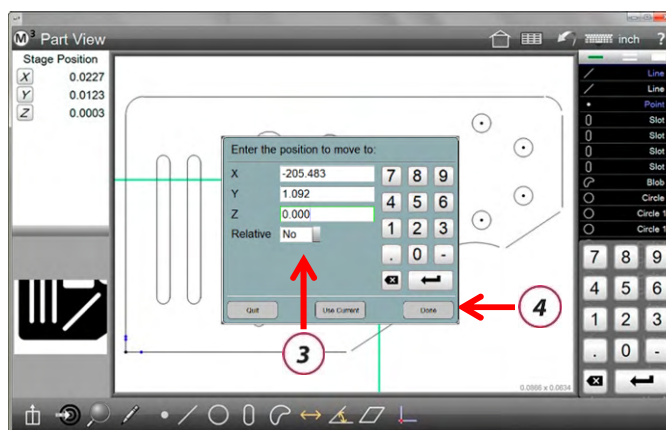 M³ Part View
inch ?
Stage Position
X 0.0227
Y 0.0123
Z 0.0003
Enter the position to move to:
X -205.483
Y 1.092
Z 0.000
Relative No
7 8 9
4 5 6
1 2 3
. 0 -
Quit Use Current Done
3
4
Line
Line
Point
Slot
Slot
Slot
Slot
Blob
Circle
Circle 1
Circle 1
7 8 9
4 5 6
1 2 3
. 0 -
0.0866 x 0.0634